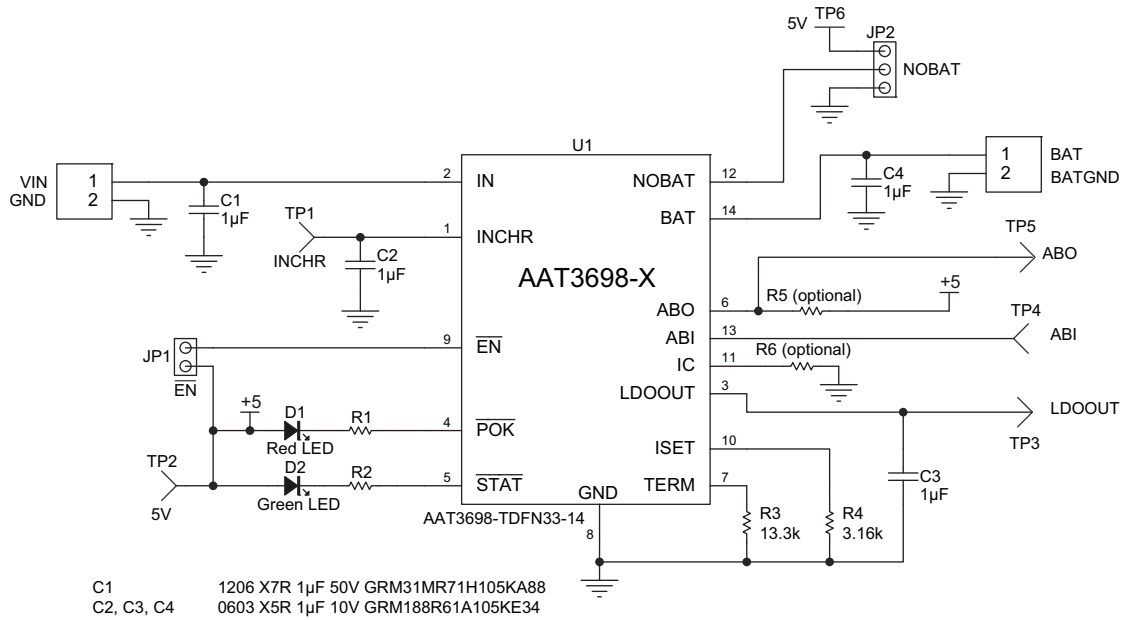 TP6
5V
JP2
NOBAT
U1
VIN 1
GND 2
C1
1µF
2 IN
NOBAT 12
C4
1µF
1 BAT
2 BATGND
BAT 14
TP1
INCHR
C2
1µF
1 INCHR
AAT3698-X
TP5
ABO
+5
R5 (optional)
ABO 6
TP4
ABI 13
ABI
JP1
EN
9 EN
R6 (optional)
IC 11
LDOOUT 3
LDOOUT
TP3
+5
D1
Red LED
R1
4 POK
ISET 10
TP2
5V
D2
Green LED
R2
5 STAT
TERM 7
C3
1µF
GND
8
AAT3698-TDFN33-14
R3
13.3k
R4
3.16k
C1 1206 X7R 1µF 50V GRM31MR71H105KA88
C2, C3, C4 0603 X5R 1µF 10V GRM188R61A105KE34